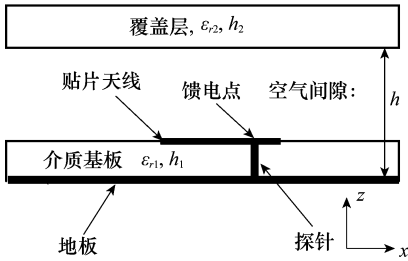 覆盖层, εr2, h2
贴片天线
馈电点
空气间隙:
h
介质基板 εr1, h1
地板
探针
z
x